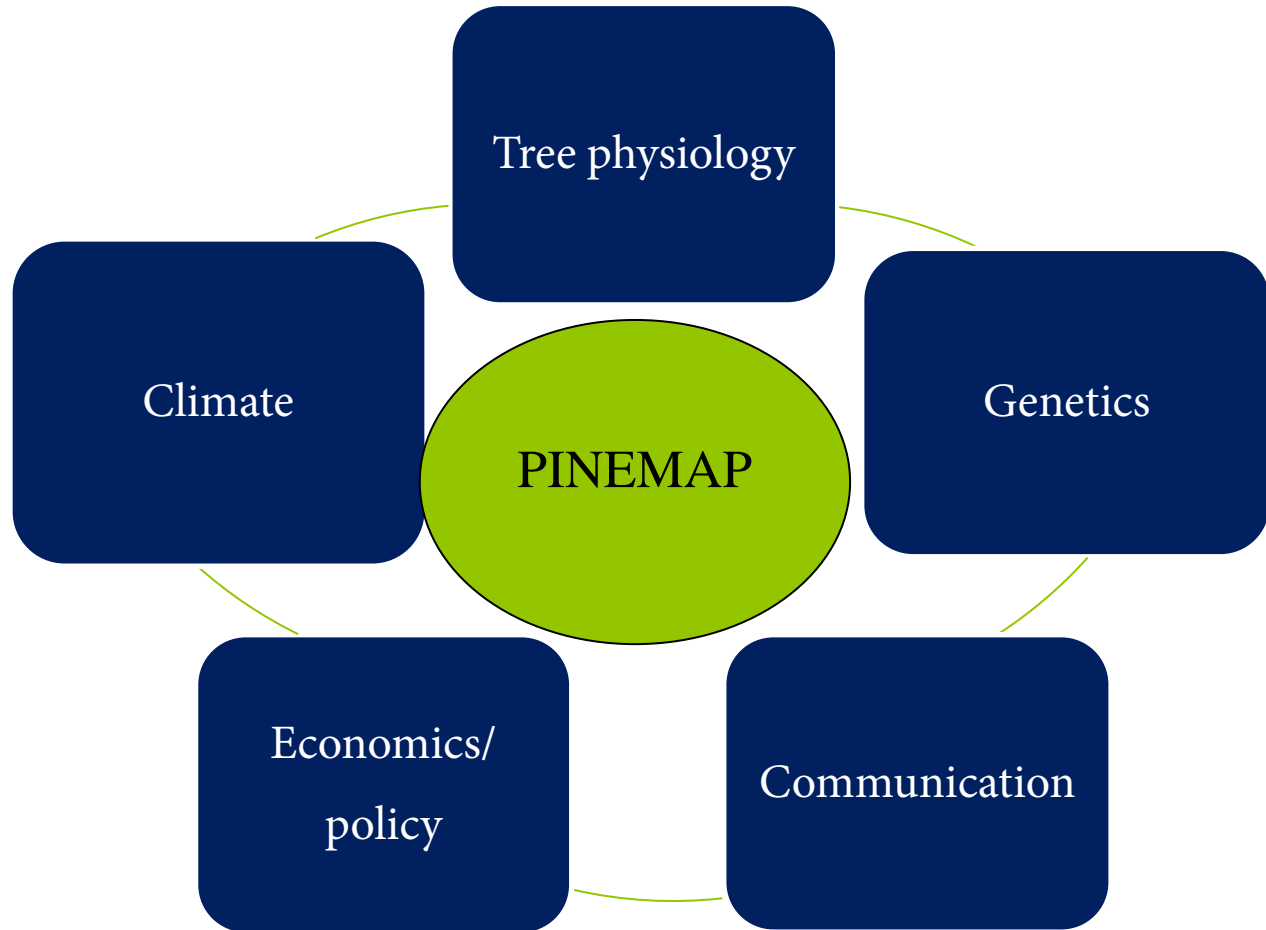 Tree physiology
Climate
Genetics
PINEMAP
Economics/
policy
Communication